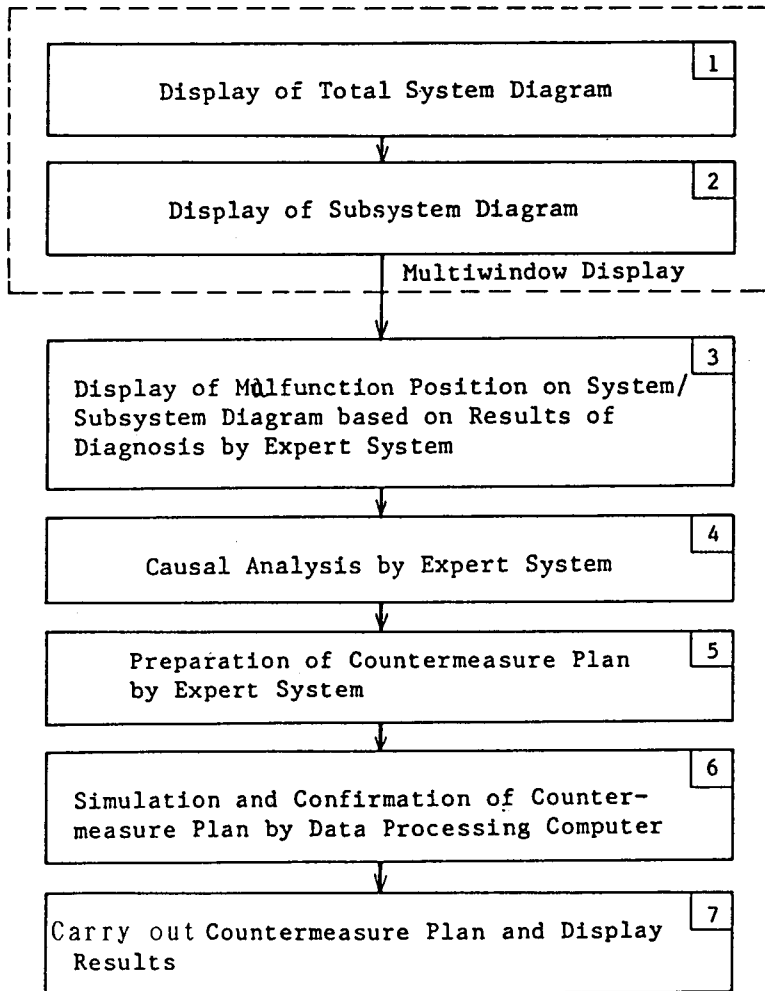 1
Display of Total System Diagram
2
Display of Subsystem Diagram
Multiwindow Display
3
Display of Malfunction Position on System/
Subsystem Diagram based on Results of
Diagnosis by Expert System
4
Causal Analysis by Expert System
5
Preparation of Countermeasure Plan
by Expert System
6
Simulation and Confirmation of Counter-
measure Plan by Data Processing Computer
7
Carry out Countermeasure Plan and Display
Results